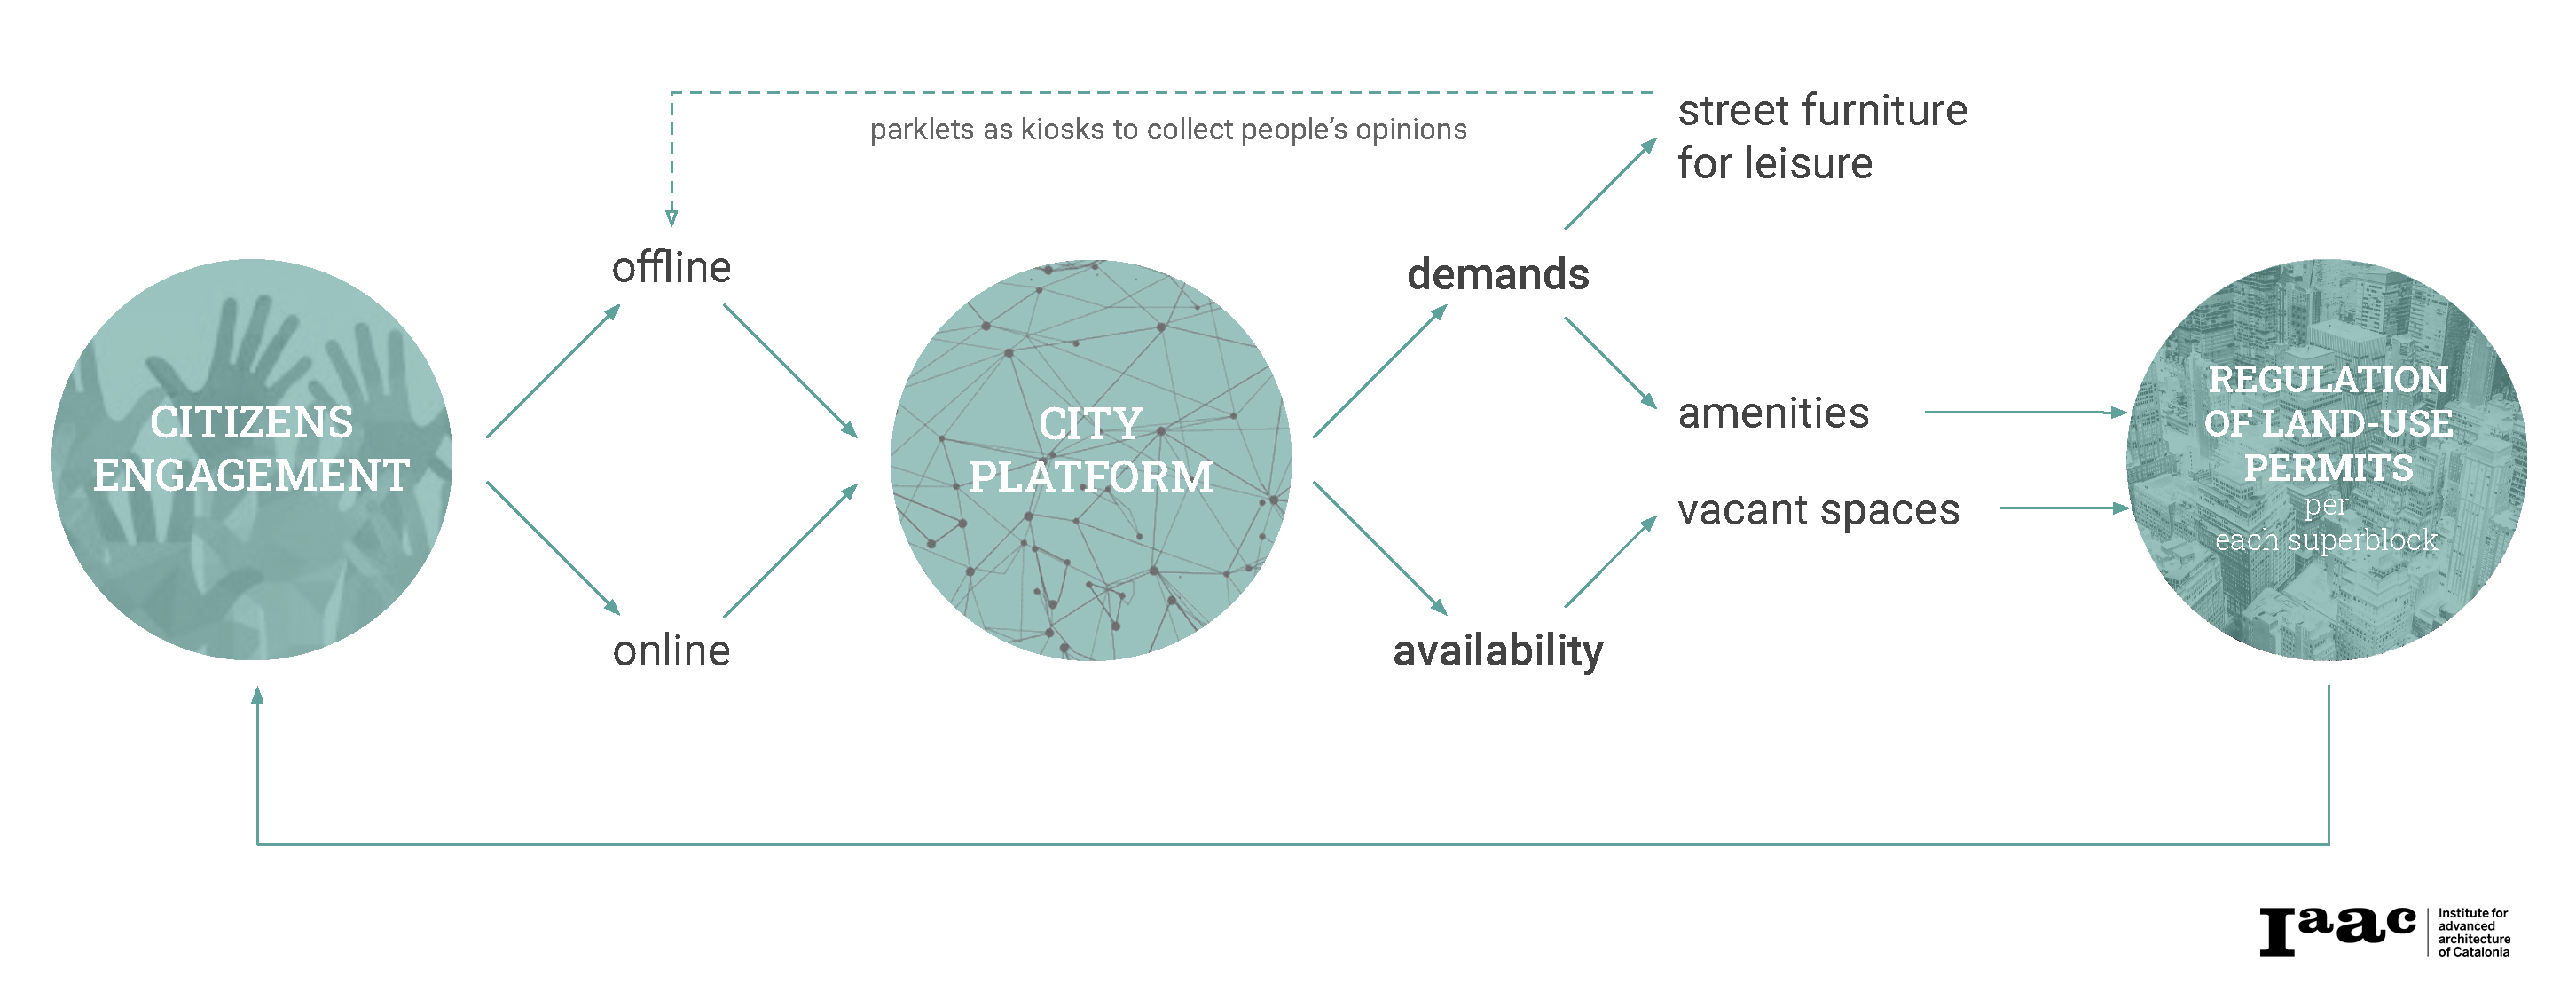 street furniture
for leisure
parklets as kiosks to collect people's opinions
offline
demands
CITIZENS
ENGAGEMENT
CITY
PLATFORM
amenities
vacant spaces
REGULATION
OF LAND-USE
PERMITS
per
each superblock
online
availability
Iaac
Institute for
advanced
architecture
of Catalonia